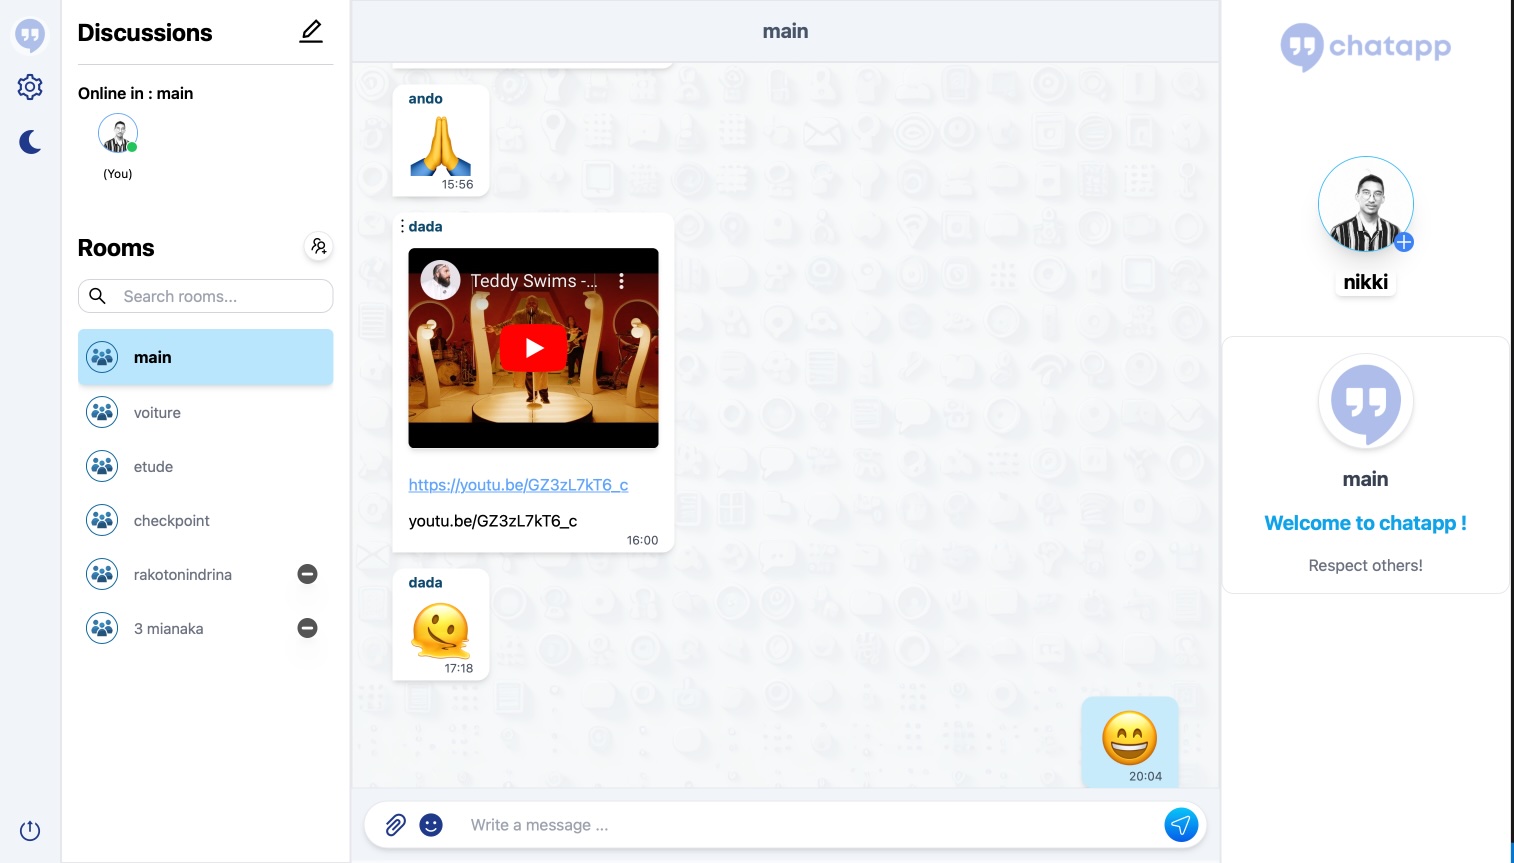 Discussions
Online in : main
(You)
Rooms
Search rooms...
main
voiture
etude
checkpoint
rakotonindrina
3 mianaka
main
ando
15:56
dada
Teddy Swims -...
https://youtu.be/GZ3zL7kT6_c
youtu.be/GZ3zL7kT6_c
16:00
dada
17:18
20:04
Write a message ...
chatapp
nikki
main
Welcome to chatapp !
Respect others!